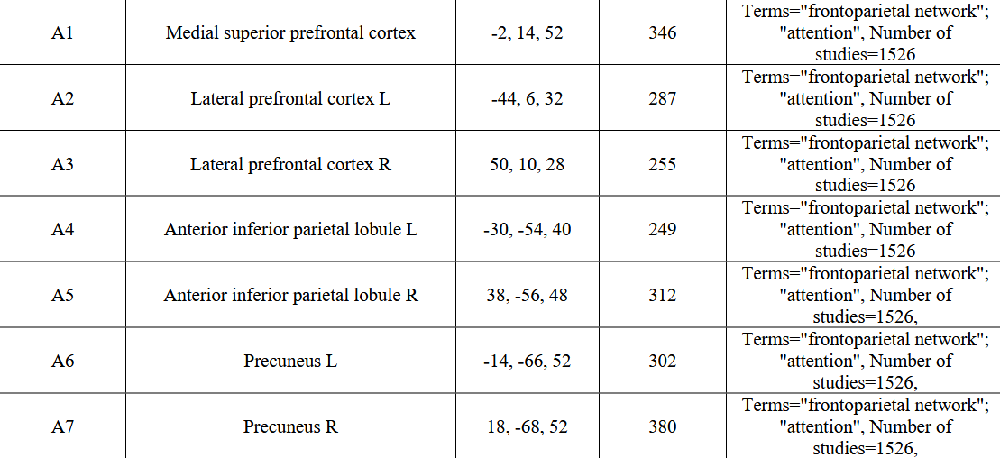 A1 Medial superior prefrontal cortex -2, 14, 52 346 Terms="frontoparietal network";
"attention", Number of
studies=1526
A2 Lateral prefrontal cortex L -44, 6, 32 287 Terms="frontoparietal network";
"attention", Number of
studies=1526
A3 Lateral prefrontal cortex R 50, 10, 28 255 Terms="frontoparietal network";
"attention", Number of
studies=1526
A4 Anterior inferior parietal lobule L -30, -54, 40 249 Terms="frontoparietal network";
"attention", Number of
studies=1526
A5 Anterior inferior parietal lobule R 38, -56, 48 312 Terms="frontoparietal network";
"attention", Number of
studies=1526,
A6 Precuneus L -14, -66, 52 302 Terms="frontoparietal network";
"attention", Number of
studies=1526,
A7 Precuneus R 18, -68, 52 380 Terms="frontoparietal network";
"attention", Number of
studies=1526,